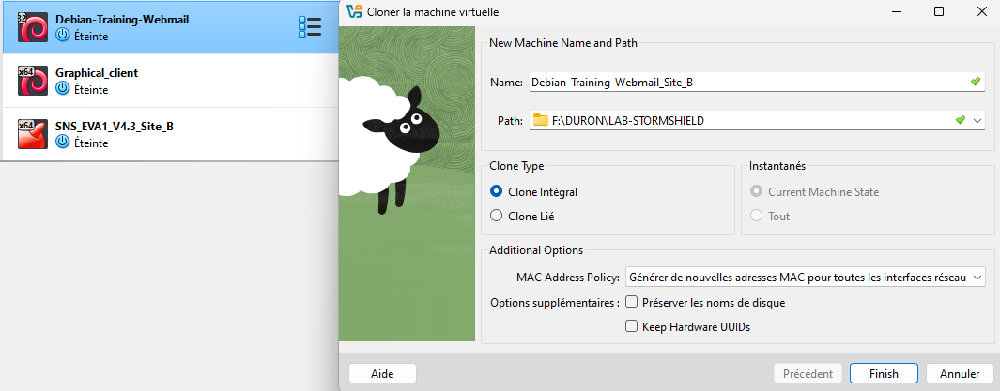 32
Debian-Training-Webmail
Éteinte
x64
Graphical_client
Éteinte
x64
SNS_EVA1_V4.3_Site_B
Éteinte
Cloner la machine virtuelle
New Machine Name and Path
Name: Debian-Training-Webmail_Site_B
Path: F:\DURON\LAB-STORMSHIELD
Clone Type
Clone Intégral
Clone Lié
Instantanés
Current Machine State
Tout
Additional Options
MAC Address Policy: Générer de nouvelles adresses MAC pour toutes les interfaces réseau
Options supplémentaires : Préserver les noms de disque
Keep Hardware UUIDs
Aide Précédent Finish Annuler